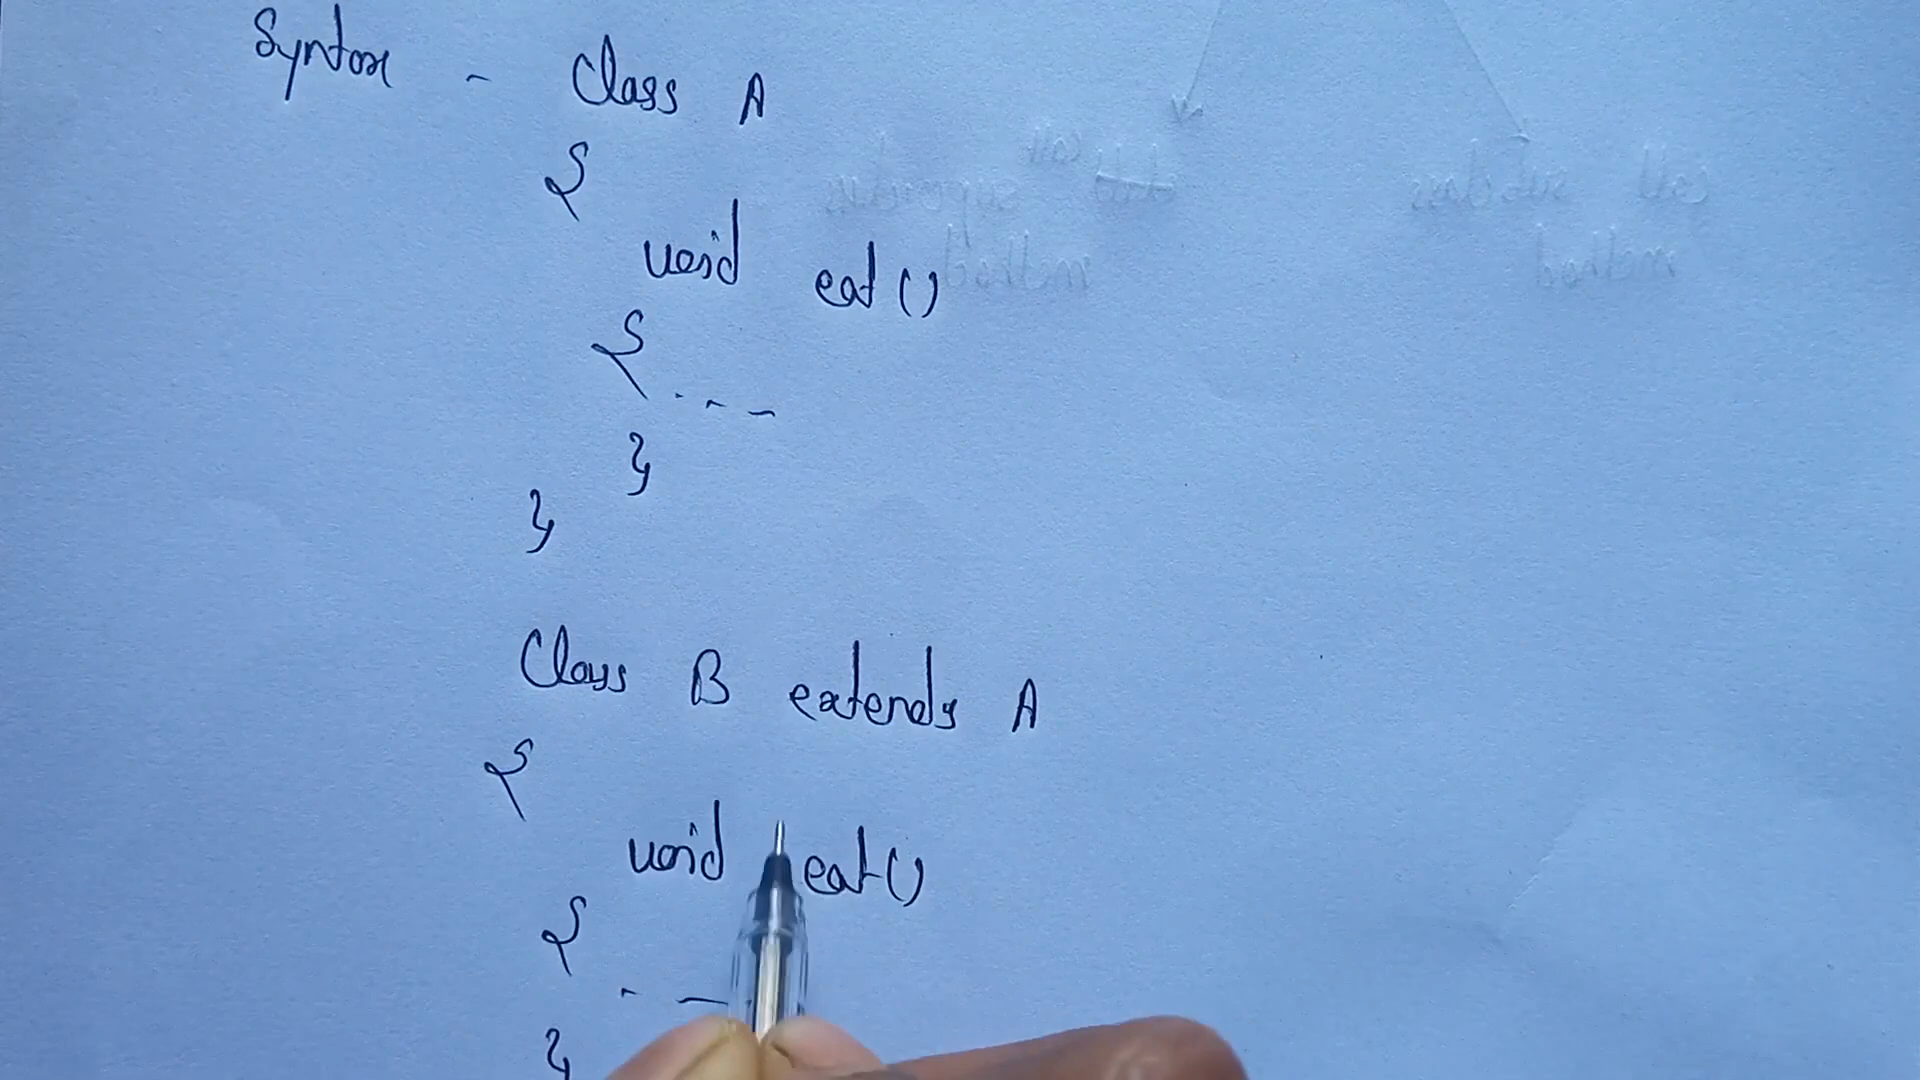 Syntax - Class A
{
void eat ()
{ . - -
}
}
Class B extends A
{
void eat()
{
. -
}